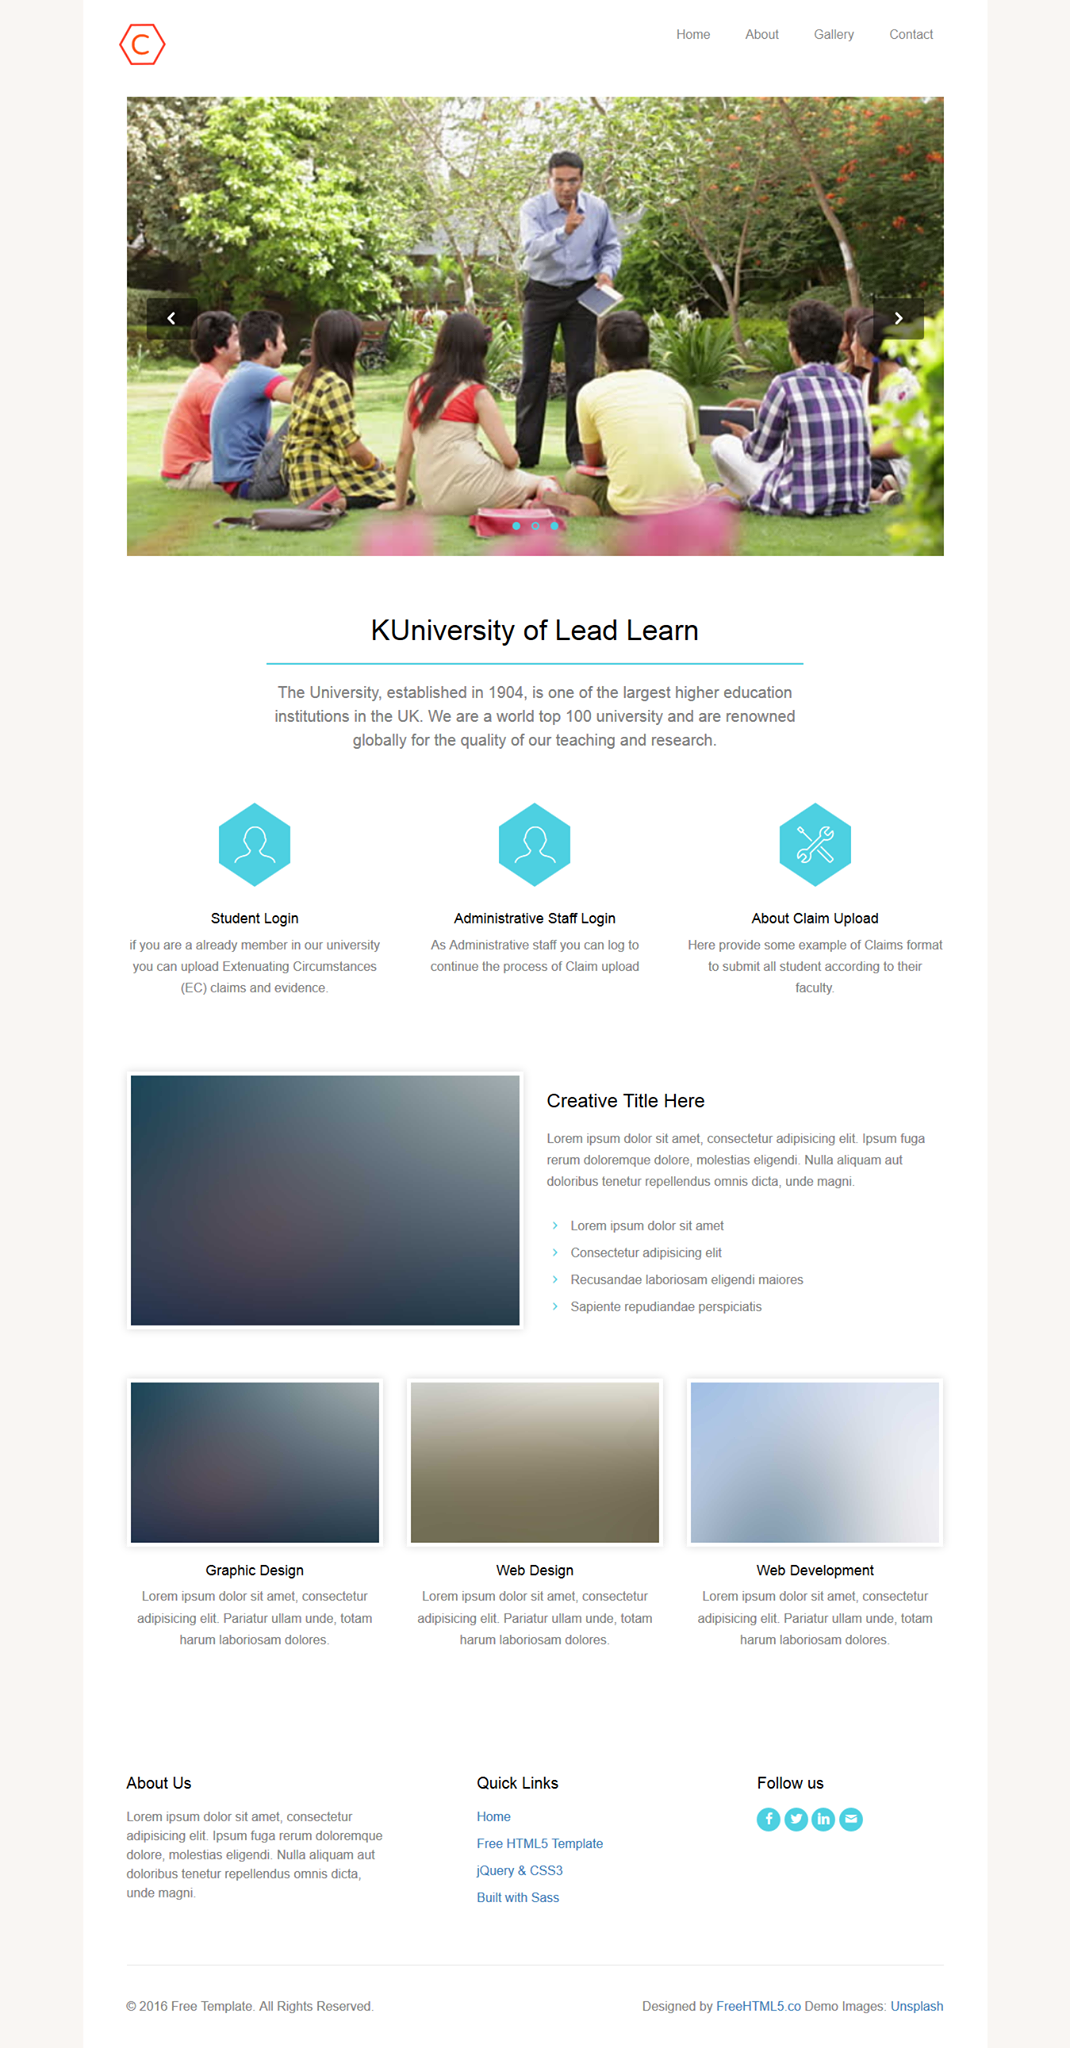 C
Home About Gallery Contact
KUniversity of Lead Learn
The University, established in 1904, is one of the largest higher education
institutions in the UK. We are a world top 100 university and are renowned
globally for the quality of our teaching and research.
Student Login
if you are a already member in our university
you can upload Extenuating Circumstances
(EC) claims and evidence.
Administrative Staff Login
As Administrative staff you can log to
continue the process of Claim upload
About Claim Upload
Here provide some example of Claims format
to submit all student according to their
faculty.
Creative Title Here
Lorem ipsum dolor sit amet, consectetur adipisicing elit. Ipsum fuga
rerum doloremque dolore, molestias eligendi. Nulla aliquam aut
doloribus tenetur repellendus omnis dicta, unde magni.
Lorem ipsum dolor sit amet
Consectetur adipisicing elit
Recusandae laboriosam eligendi maiores
Sapiente repudiandae perspiciatis
Graphic Design
Lorem ipsum dolor sit amet, consectetur
adipisicing elit. Pariatur ullam unde, totam
harum laboriosam dolores.
Web Design
Lorem ipsum dolor sit amet, consectetur
adipisicing elit. Pariatur ullam unde, totam
harum laboriosam dolores.
Web Development
Lorem ipsum dolor sit amet, consectetur
adipisicing elit. Pariatur ullam unde, totam
harum laboriosam dolores.
About Us
Lorem ipsum dolor sit amet, consectetur
adipisicing elit. Ipsum fuga rerum doloremque
dolore, molestias eligendi. Nulla aliquam aut
doloribus tenetur repellendus omnis dicta,
unde magni.
Quick Links
Home
Free HTML5 Template
jQuery & CSS3
Built with Sass
Follow us
© 2016 Free Template. All Rights Reserved.
Designed by FreeHTML5.co Demo Images: Unsplash